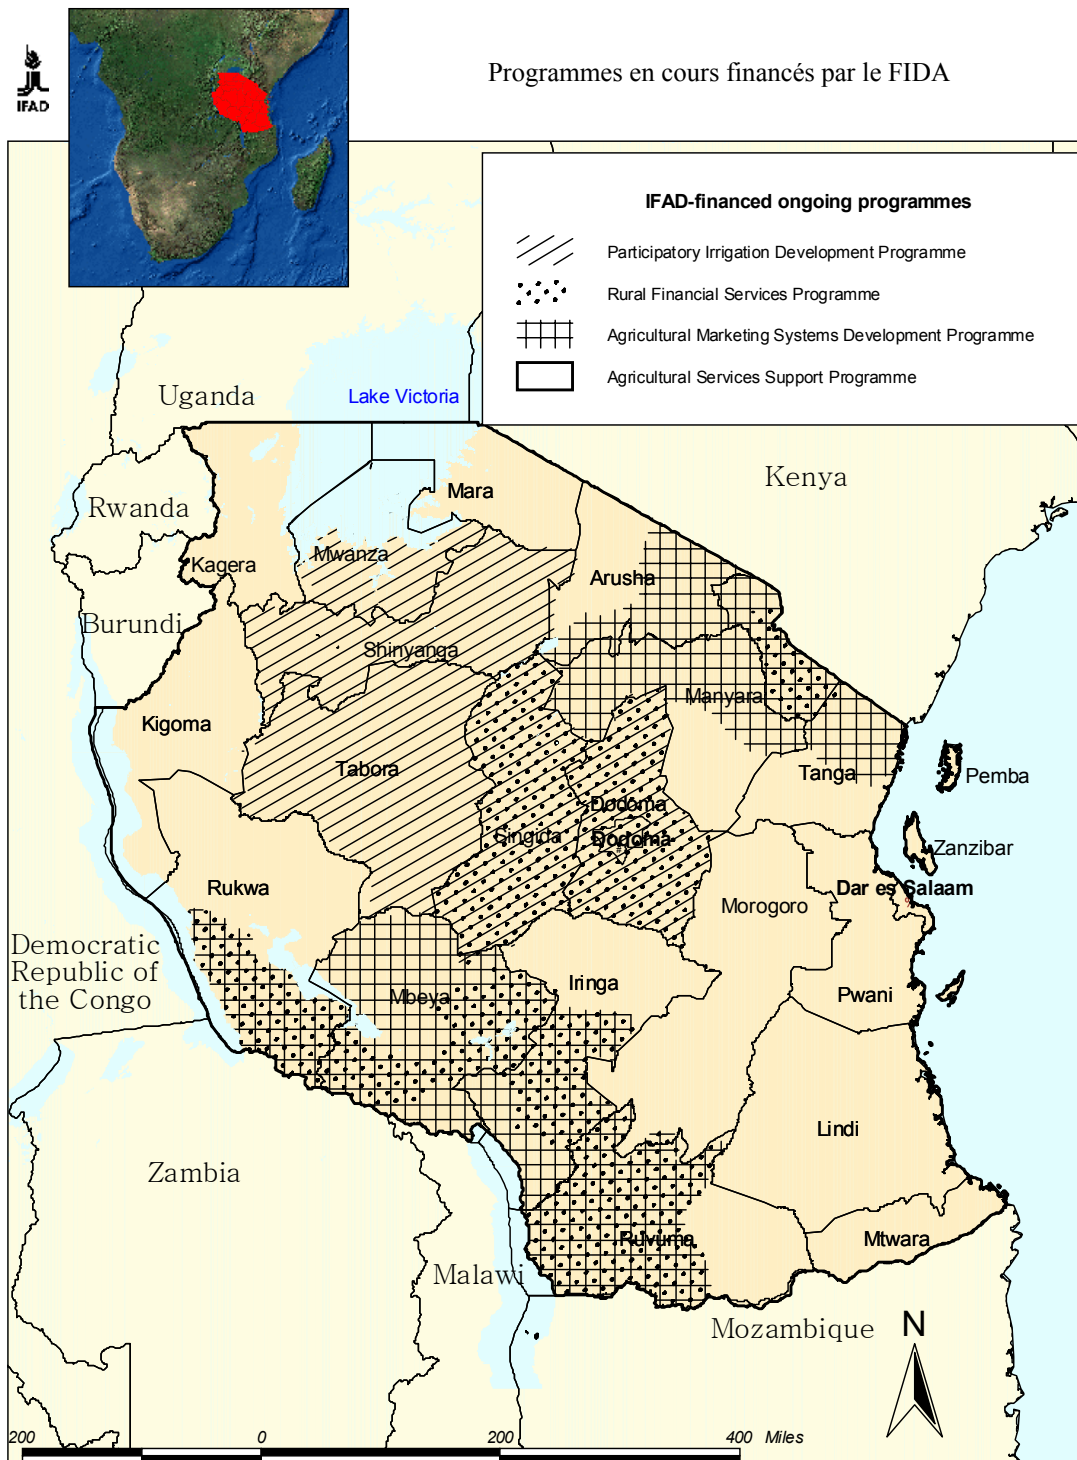 IFAD
Programmes en cours financés par le FIDA
IFAD-financed ongoing programmes
Participatory Irrigation Development Programme
Rural Financial Services Programme
Agricultural Marketing Systems Development Programme
Agricultural Services Support Programme
Uganda
Lake Victoria
Kenya
Rwanda
Mara
Mwanza
Kagera
Arusha
Burundi
Shinyanga
Manyara
Kigoma
Tabora
Tanga
Pemba
Dodoma
Singida
Dodoma
Zanzibar
Rukwa
Dar es Salaam
Morogoro
Democratic
Republic of
the Congo
Iringa
Mbeya
Pwani
Lindi
Zambia
Ruvuma
Mtwara
Malawi
Mozambique
N
200 0 200 400 Miles